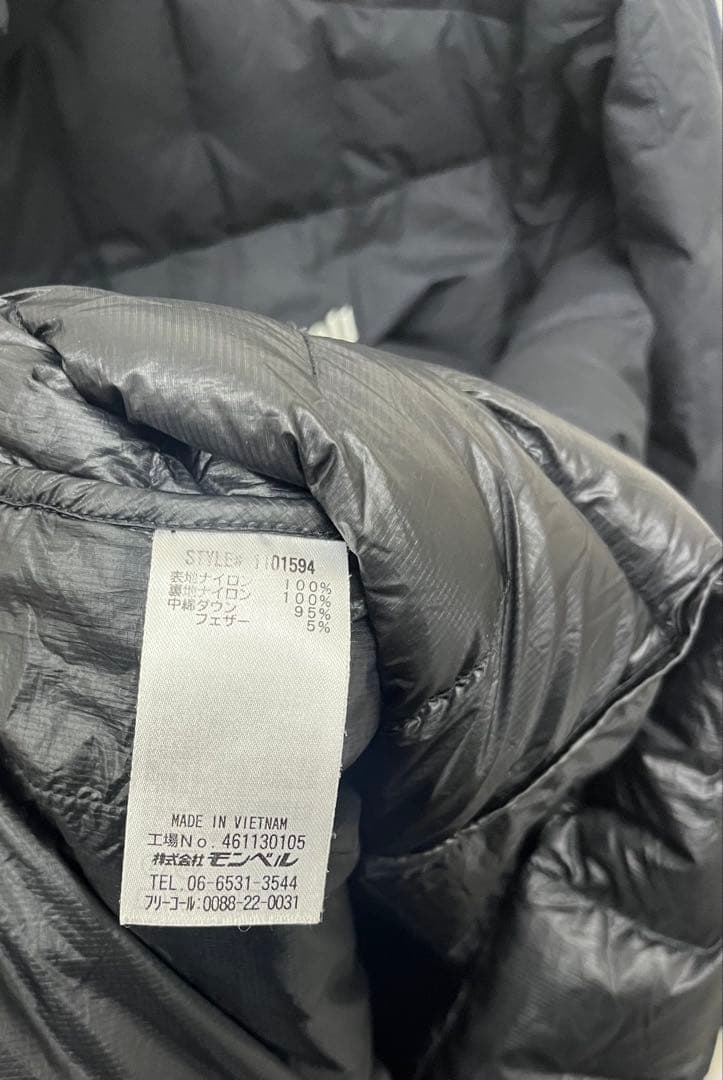 STYLE# 1101594
表地ナイロン 100%
裏地ナイロン 100%
中綿ダウン 95%
フェザー 5%
MADE IN VIETNAM
工場No. 461130105
株式会社 モンベル
TEL. 06-6531-3544
フリーコール:0088-22-0031